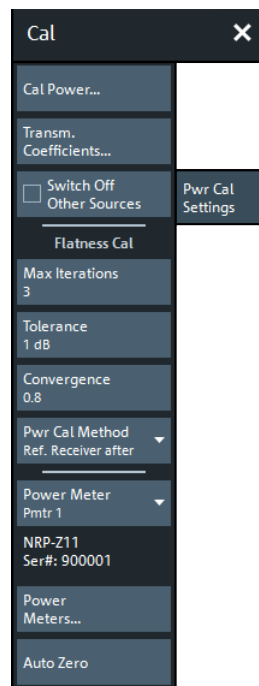 Cal
Cal Power...
Transm.
Coefficients...
Switch Off
Other Sources
Pwr Cal
Settings
Flatness Cal
Max Iterations
3
Tolerance
1 dB
Convergence
0.8
Pwr Cal Method
Ref. Receiver after
Power Meter
Pmtr 1
NRP-Z11
Ser#: 900001
Power
Meters...
Auto Zero